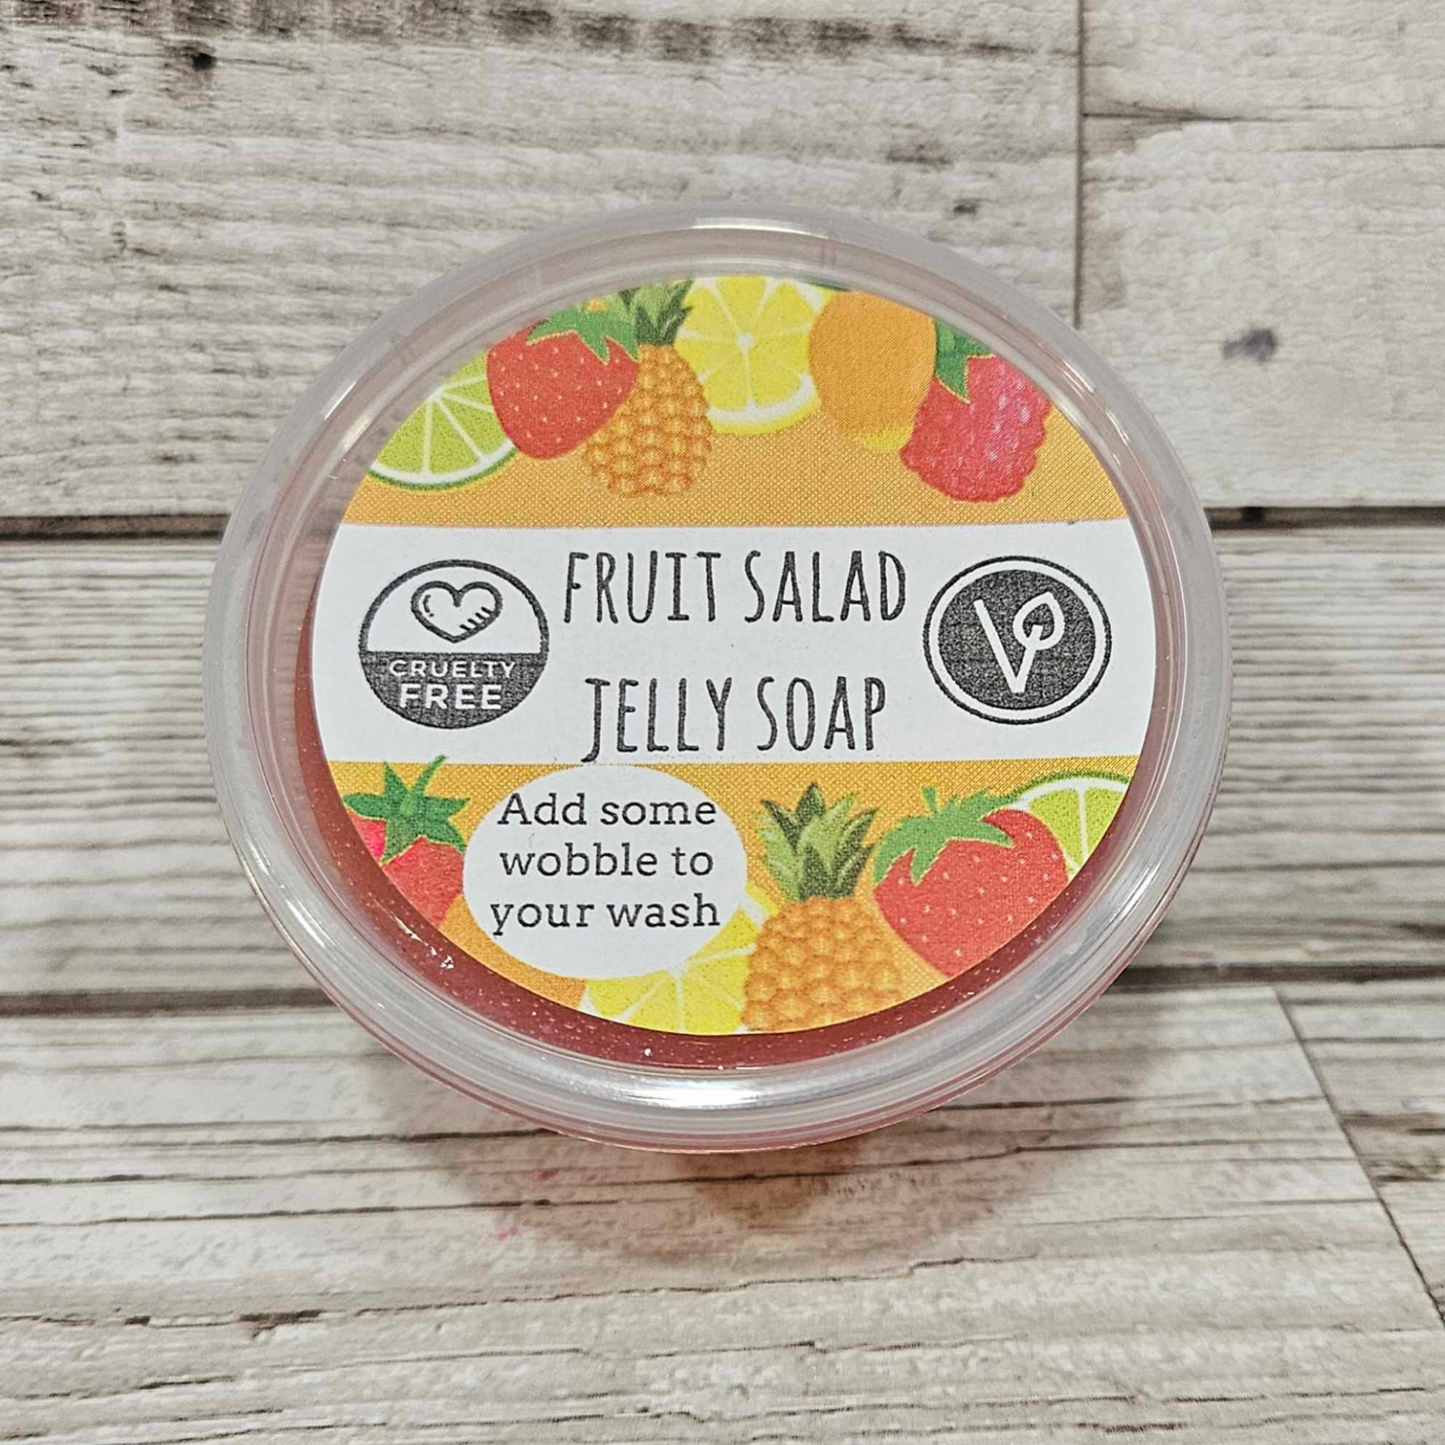 FRUIT SALAD
JELLY SOAP
CRUELTY
FREE
V
Add some
wobble to
your wash